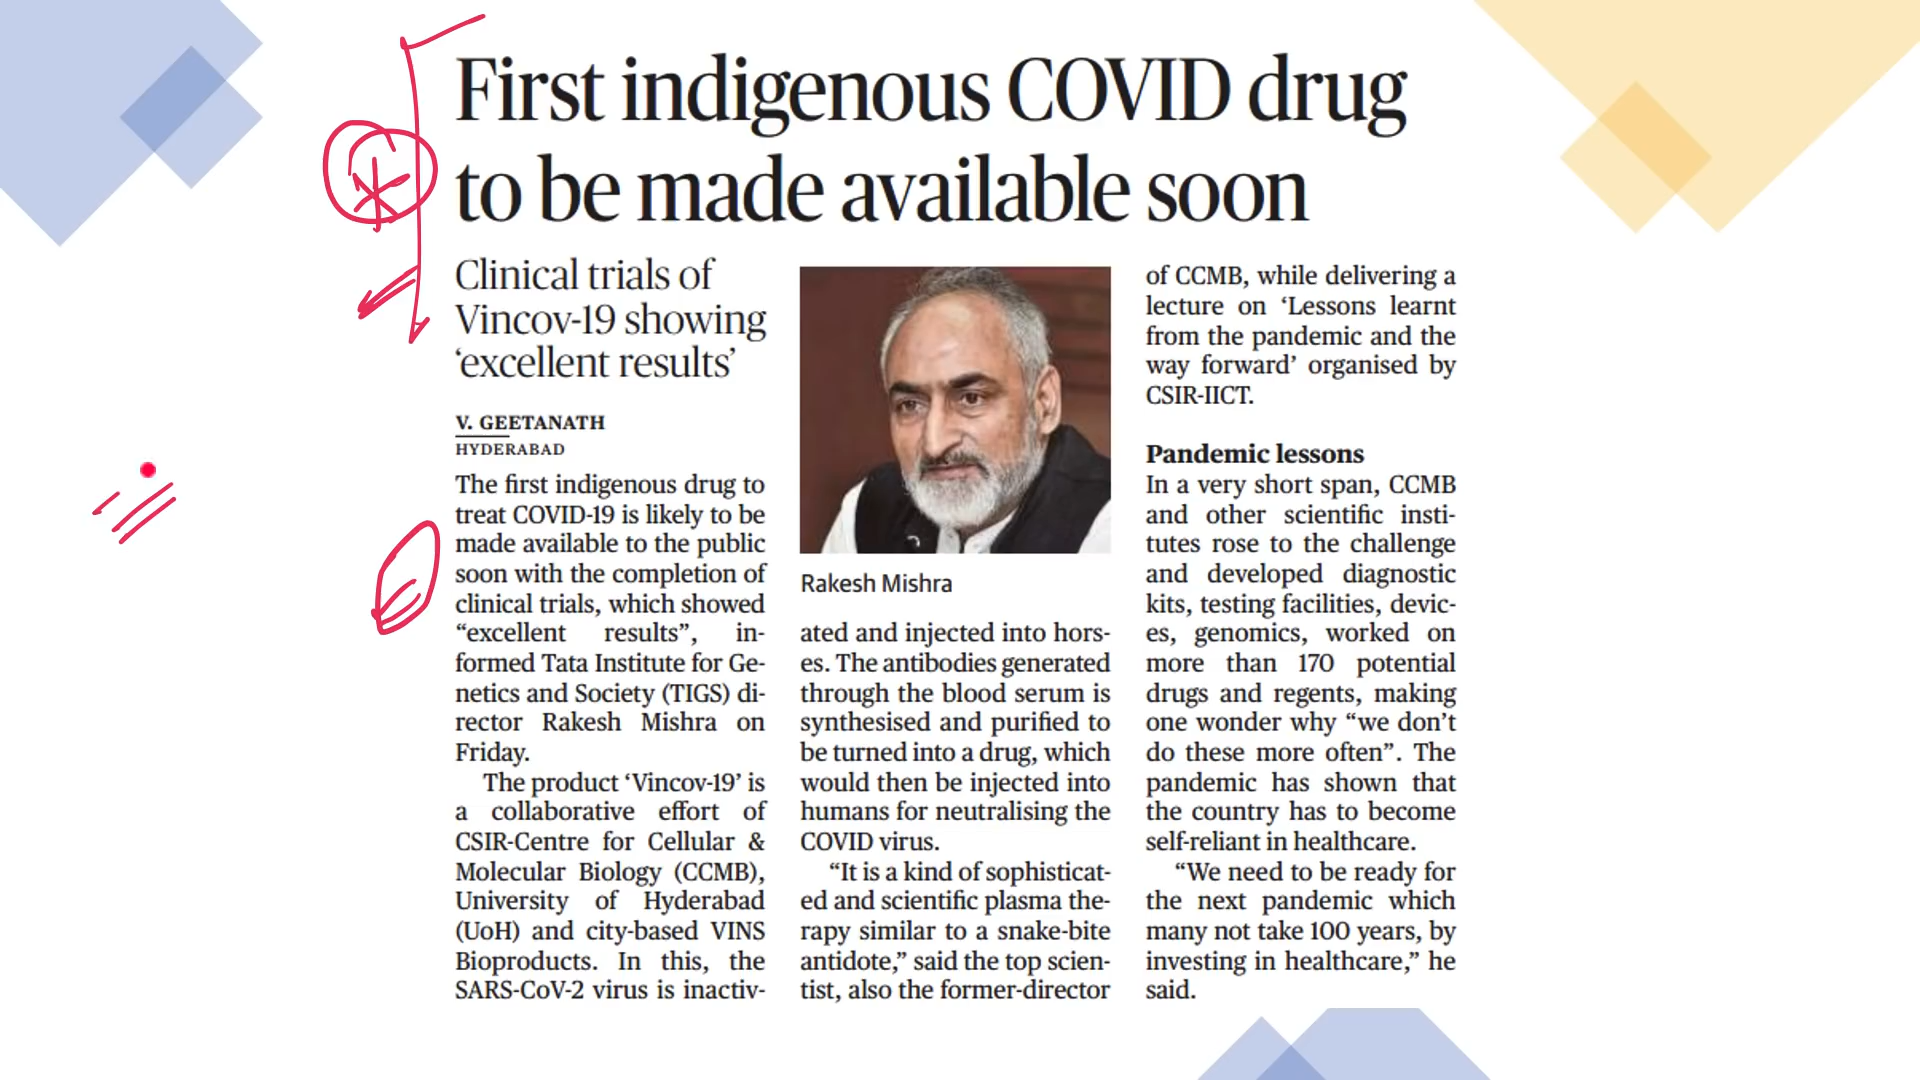 First indigenous COVID drug
to be made available soon
Clinical trials of
Vincov-19 showing
‘excellent results’
V. GEETANATH
HYDERABAD
The first indigenous drug to
treat COVID-19 is likely to be
made available to the public
soon with the completion of
clinical trials, which showed
“excellent results”, in-
formed Tata Institute for Ge-
netics and Society (TIGS) di-
rector Rakesh Mishra on
Friday.
The product ‘Vincov-19’ is
a collaborative effort of
CSIR-Centre for Cellular &
Molecular Biology (CCMB),
University of Hyderabad
(UoH) and city-based VINS
Bioproducts. In this, the
SARS-CoV-2 virus is inactiv-
Rakesh Mishra
ated and injected into hors-
es. The antibodies generated
through the blood serum is
synthesised and purified to
be turned into a drug, which
would then be injected into
humans for neutralising the
COVID virus.
“It is a kind of sophisticat-
ed and scientific plasma the-
rapy similar to a snake-bite
antidote,” said the top scien-
tist, also the former-director
of CCMB, while delivering a
lecture on ‘Lessons learnt
from the pandemic and the
way forward’ organised by
CSIR-IICT.
Pandemic lessons
In a very short span, CCMB
and other scientific insti-
tutes rose to the challenge
and developed diagnostic
kits, testing facilities, devic-
es, genomics, worked on
more than 170 potential
drugs and regents, making
one wonder why “we don’t
do these more often”. The
pandemic has shown that
the country has to become
self-reliant in healthcare.
“We need to be ready for
the next pandemic which
many not take 100 years, by
investing in healthcare,” he
said.